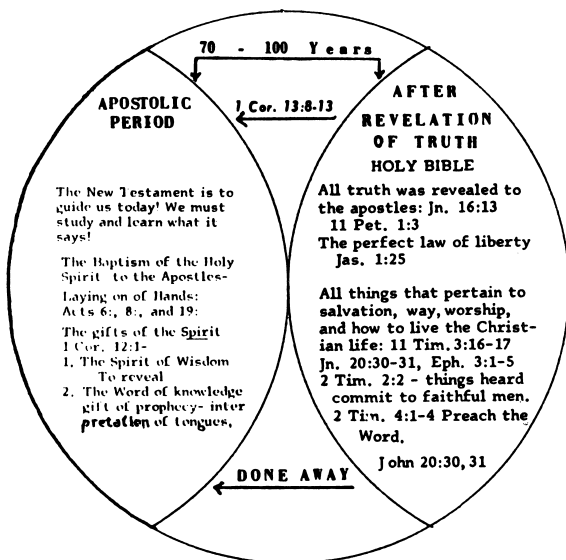 70 - 100 Years
1 Cor. 13:8-13
APOSTOLIC
PERIOD
The New Testament is to
guide us today! We must
study and learn what it
says!
The Baptism of the Holy
Spirit to the Apostles-
Laying on of Hands:
Acts 6:, 8:, and 19:
The gifts of the Spirit
1 Cor. 12:1-
1. The Spirit of Wisdom
To reveal
2. The Word of knowledge
gift of prophecy- inter
pretation of tongues.
AFTER
REVELATION
OF TRUTH
HOLY BIBLE
All truth was revealed to
the apostles: Jn. 16:13
11 Pet. 1:3
The perfect law of liberty
Jas. 1:25
All things that pertain to
salvation, way, worship,
and how to live the Christ-
ian life: 11 Tim. 3:16-17
Jn. 20:30-31, Eph. 3:1-5
2 Tim. 2:2 - things heard
commit to faithful men.
2 Tim. 4:1-4 Preach the
Word.
John 20:30, 31
DONE AWAY